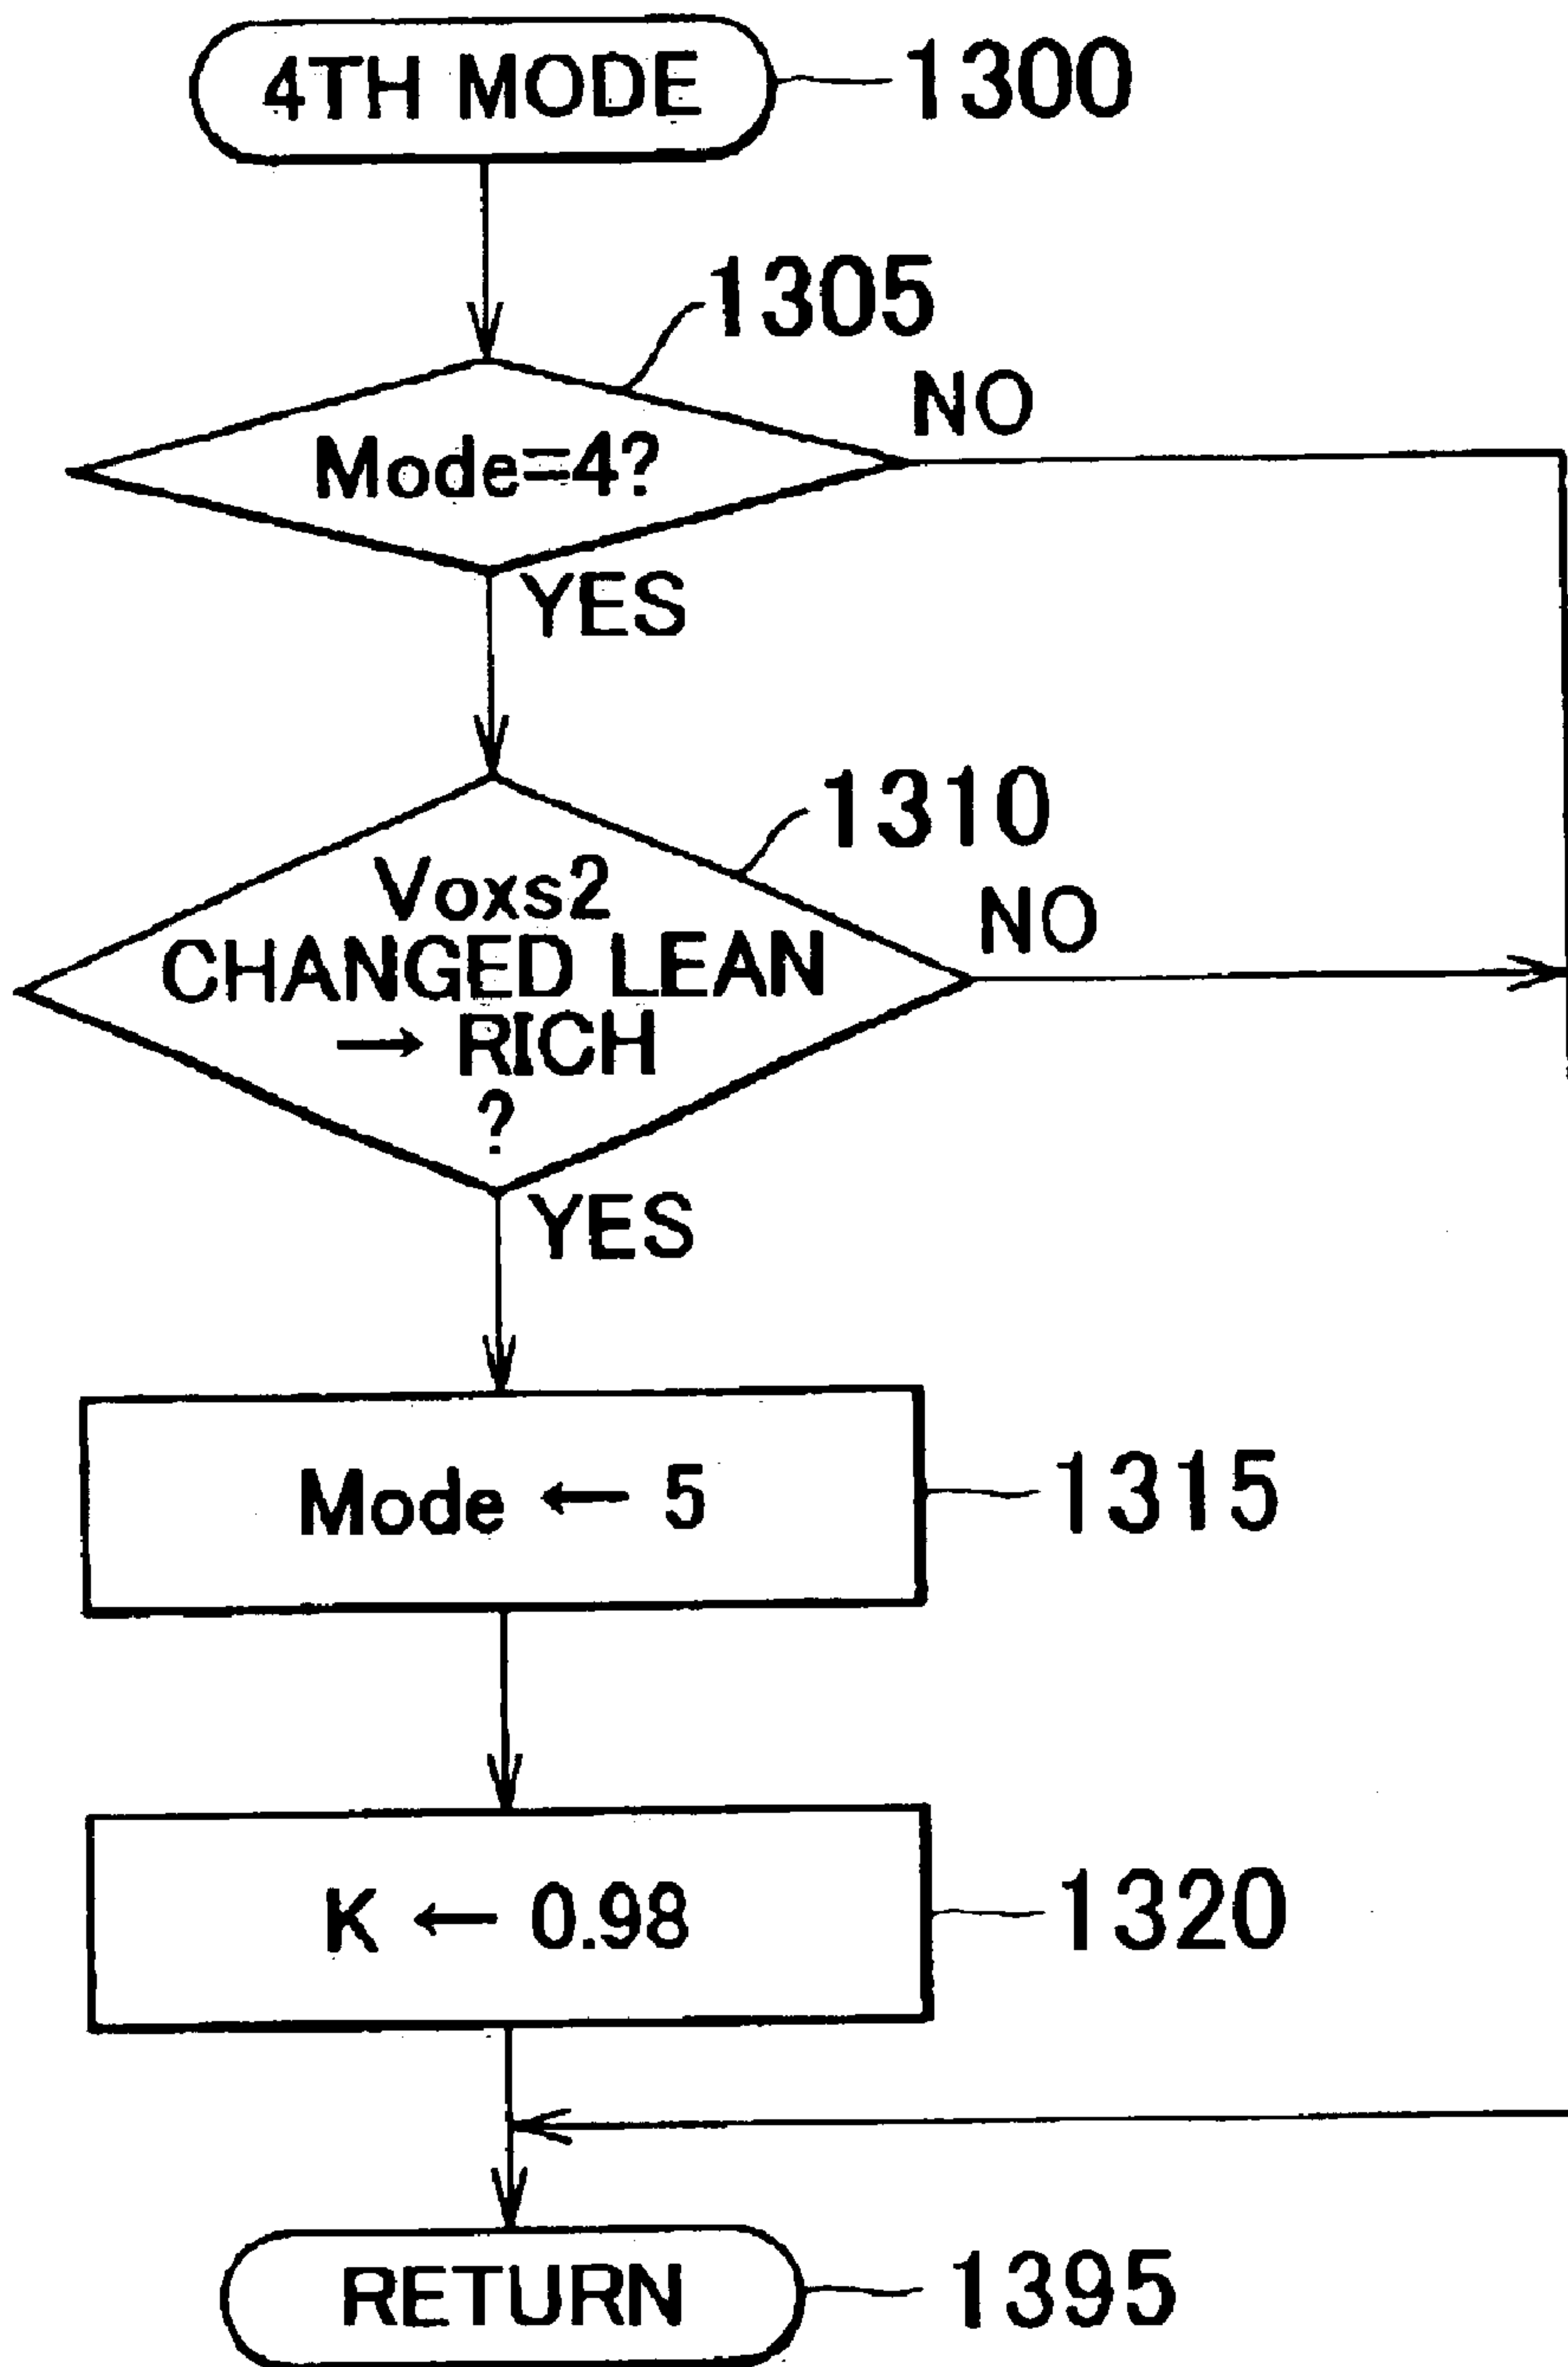 4TH MODE
1300
1305
Mode=4?
NO
YES
1310
Voxs2
CHANGED LEAN
→ RICH
?
NO
YES
Mode ← 5
1315
K ← 0.98
1320
RETURN
1395